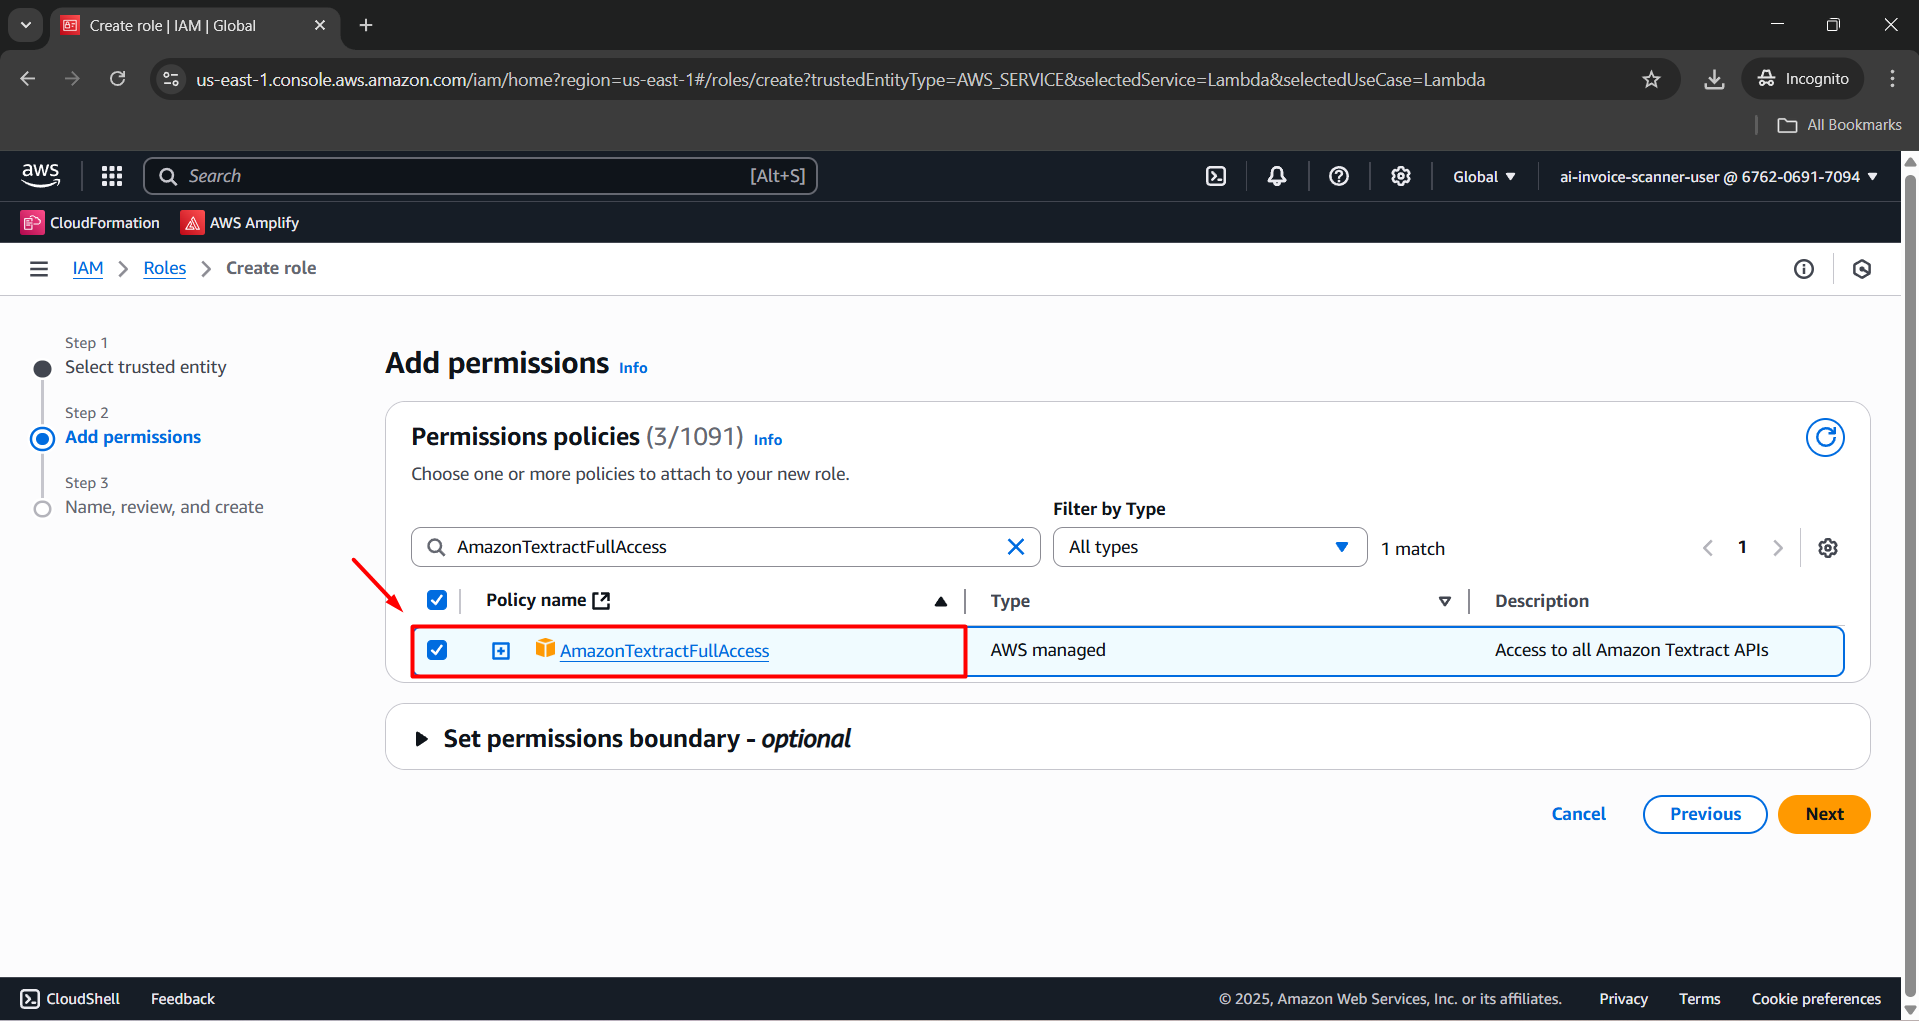 Create role | IAM | Global
us-east-1.console.aws.amazon.com/iam/home?region=us-east-1#/roles/create?trustedEntityType=AWS_SERVICE&selectedService=Lambda&selectedUseCase=Lambda
Incognito
All Bookmarks
aws
Search
[Alt+S]
Global
ai-invoice-scanner-user @ 6762-0691-7094
CloudFormation
AWS Amplify
IAM
Roles
Create role
Step 1
Select trusted entity
Step 2
Add permissions
Step 3
Name, review, and create
Add permissions Info
Permissions policies (3/1091) Info
Choose one or more policies to attach to your new role.
Filter by Type
AmazonTextractFullAccess
All types
1 match
1
Policy name
Type
Description
AmazonTextractFullAccess
AWS managed
Access to all Amazon Textract APIs
Set permissions boundary - optional
Cancel
Previous
Next
CloudShell
Feedback
© 2025, Amazon Web Services, Inc. or its affiliates.
Privacy
Terms
Cookie preferences